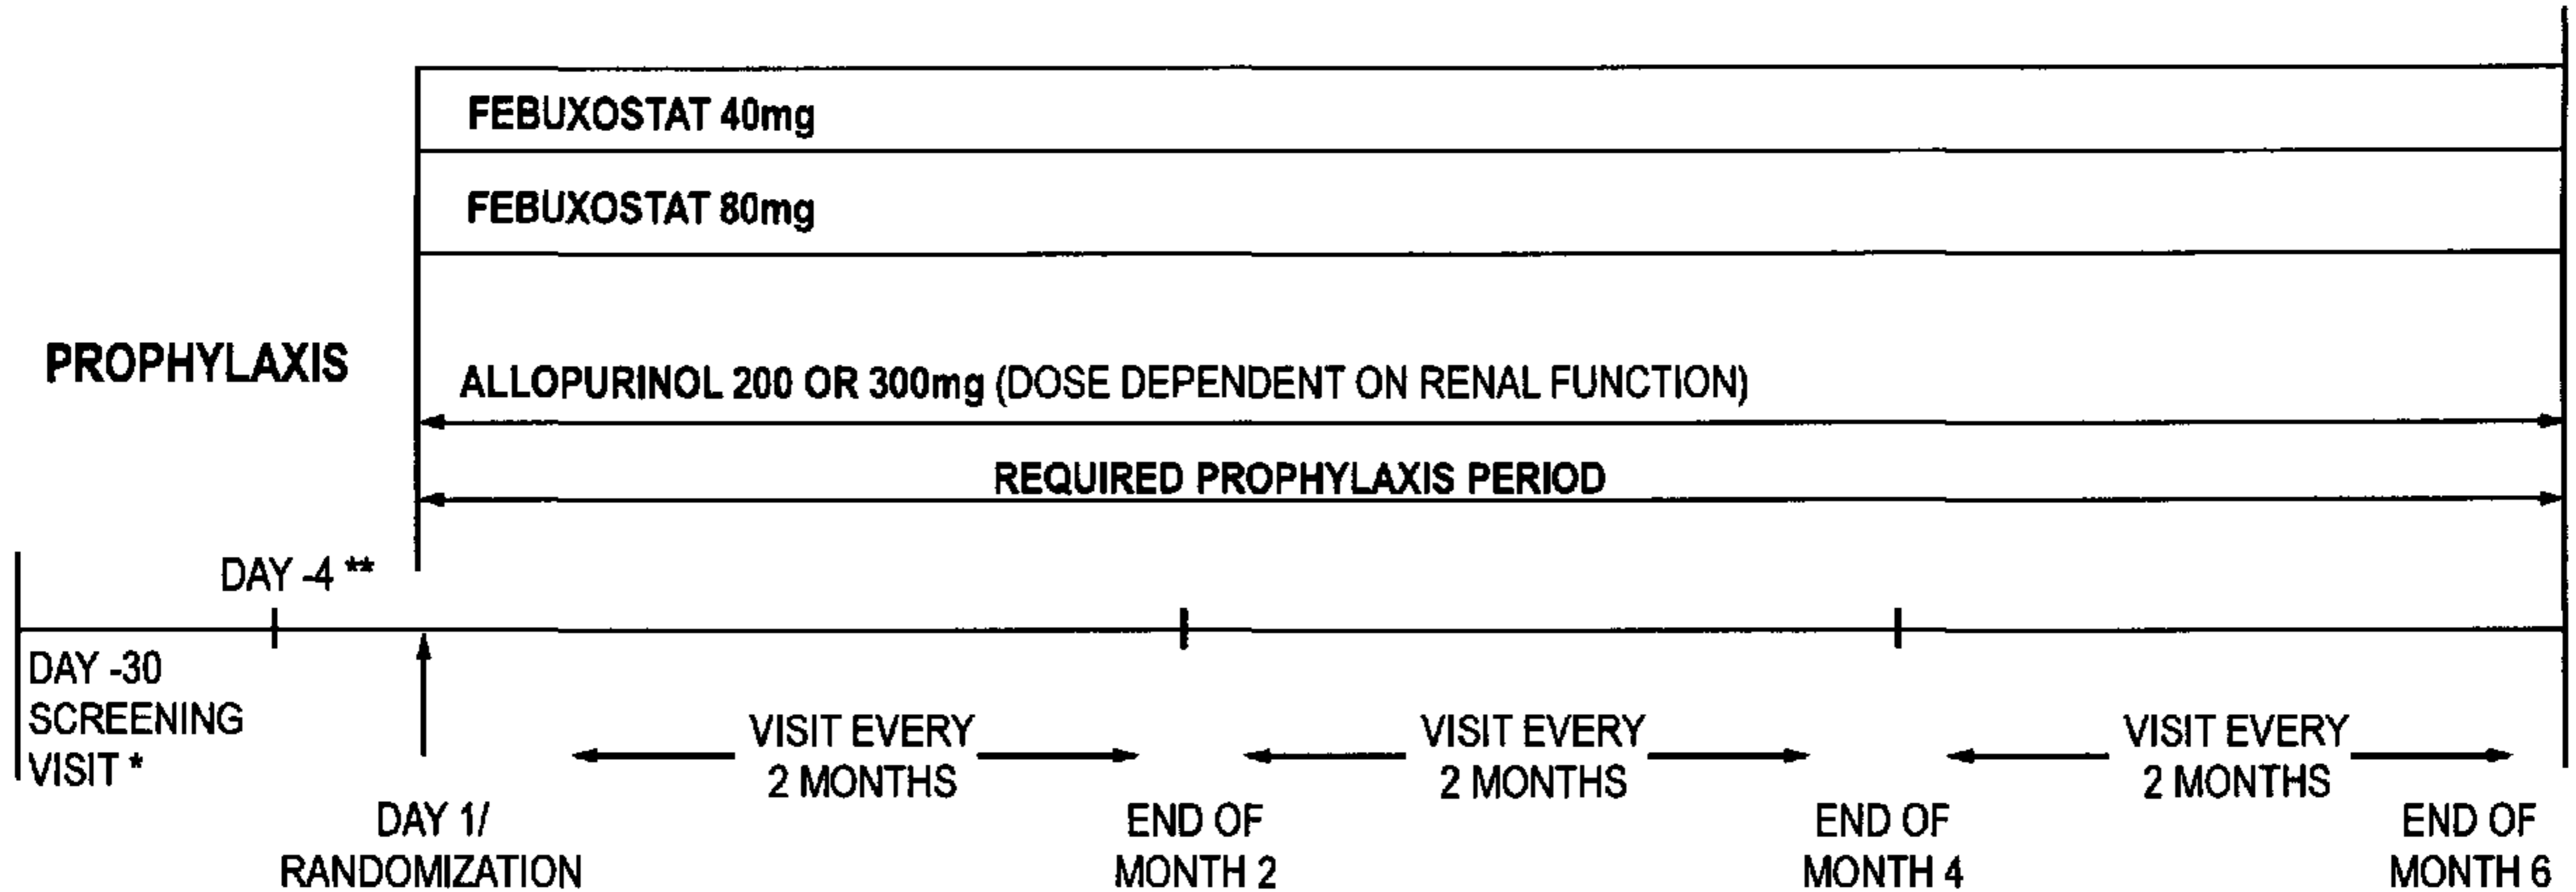 FEBUXOSTAT 40mg
FEBUXOSTAT 80mg
PROPHYLAXIS
ALLOPURINOL 200 OR 300mg (DOSE DEPENDENT ON RENAL FUNCTION)
REQUIRED PROPHYLAXIS PERIOD
DAY -4 **
DAY -30
SCREENING
VISIT *
DAY 1/
RANDOMIZATION
VISIT EVERY
2 MONTHS
END OF
MONTH 2
VISIT EVERY
2 MONTHS
END OF
MONTH 4
VISIT EVERY
2 MONTHS
END OF
MONTH 6